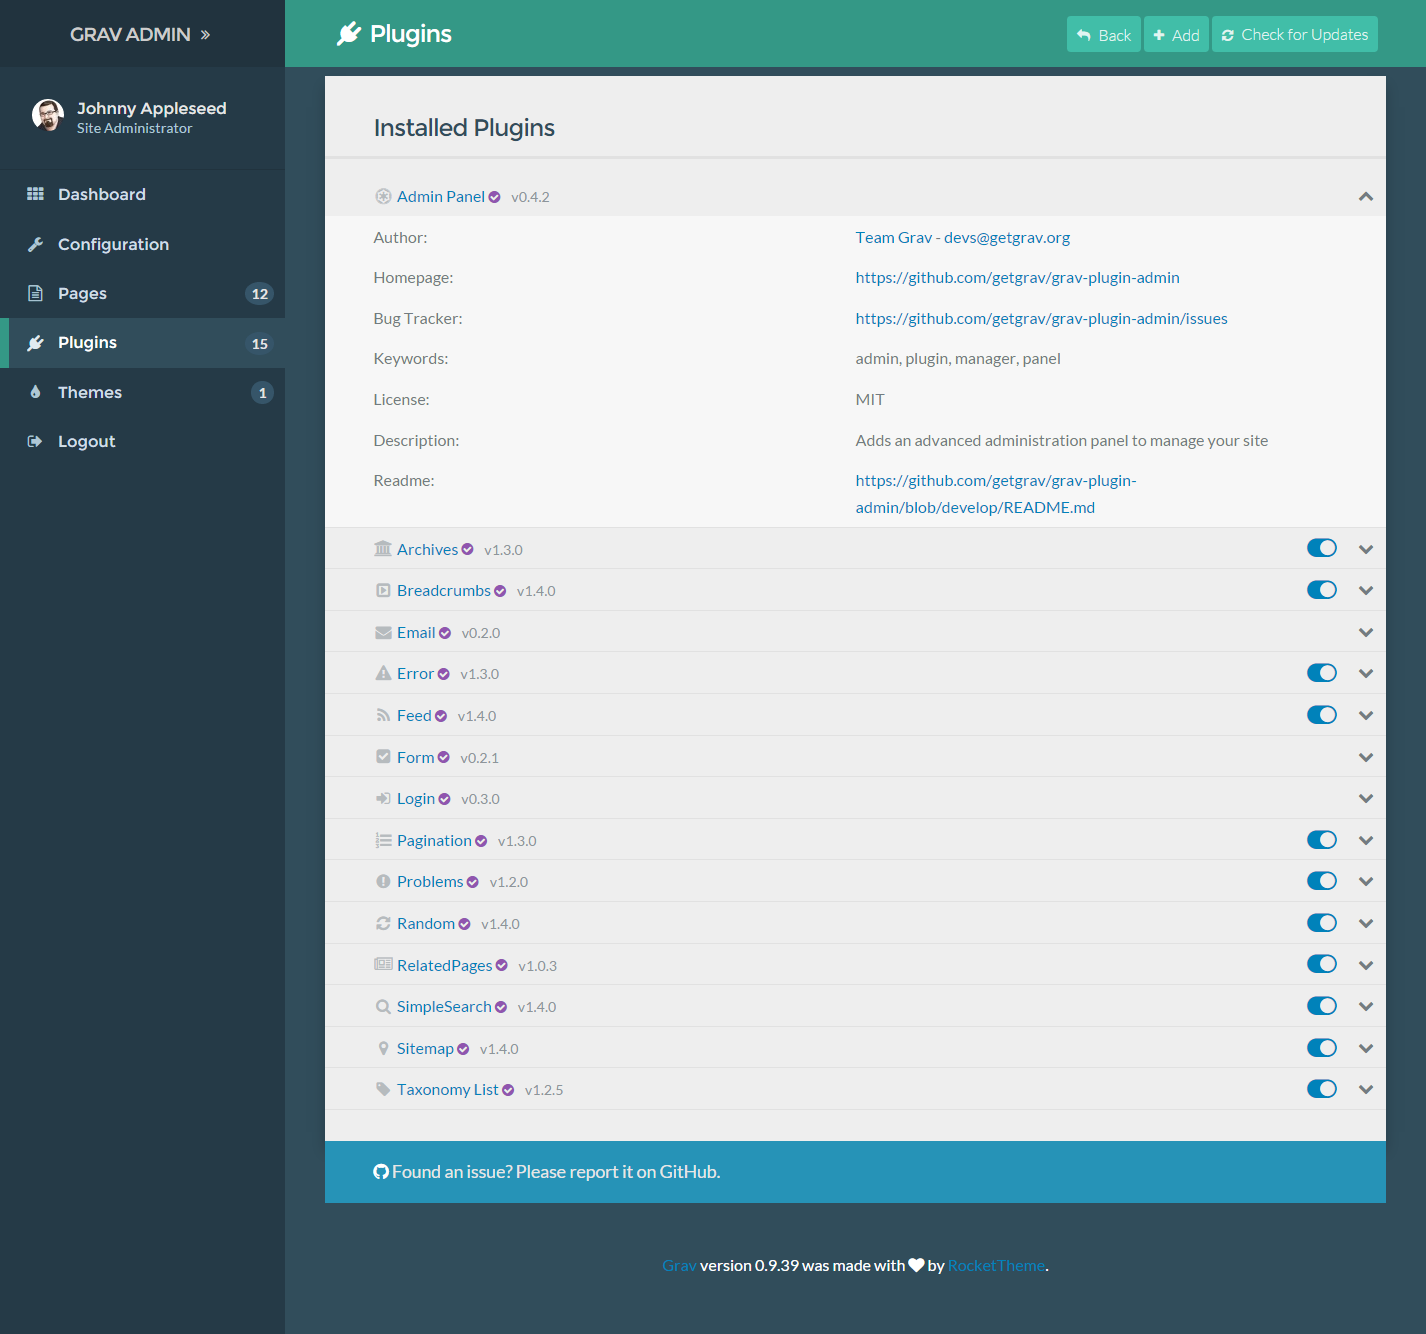 GRAV ADMIN »
Plugins
Back
Add
Check for Updates
Johnny Appleseed
Site Administrator
Dashboard
Configuration
Pages 12
Plugins 15
Themes 1
Logout
Installed Plugins
Admin Panel v0.4.2
Author: Team Grav - devs@getgrav.org
Homepage: https://github.com/getgrav/grav-plugin-admin
Bug Tracker: https://github.com/getgrav/grav-plugin-admin/issues
Keywords: admin, plugin, manager, panel
License: MIT
Description: Adds an advanced administration panel to manage your site
Readme: https://github.com/getgrav/grav-plugin-
admin/blob/develop/README.md
Archives v1.3.0
Breadcrumbs v1.4.0
Email v0.2.0
Error v1.3.0
Feed v1.4.0
Form v0.2.1
Login v0.3.0
Pagination v1.3.0
Problems v1.2.0
Random v1.4.0
RelatedPages v1.0.3
SimpleSearch v1.4.0
Sitemap v1.4.0
Taxonomy List v1.2.5
Found an issue? Please report it on GitHub.
Grav version 0.9.39 was made with by RocketTheme.